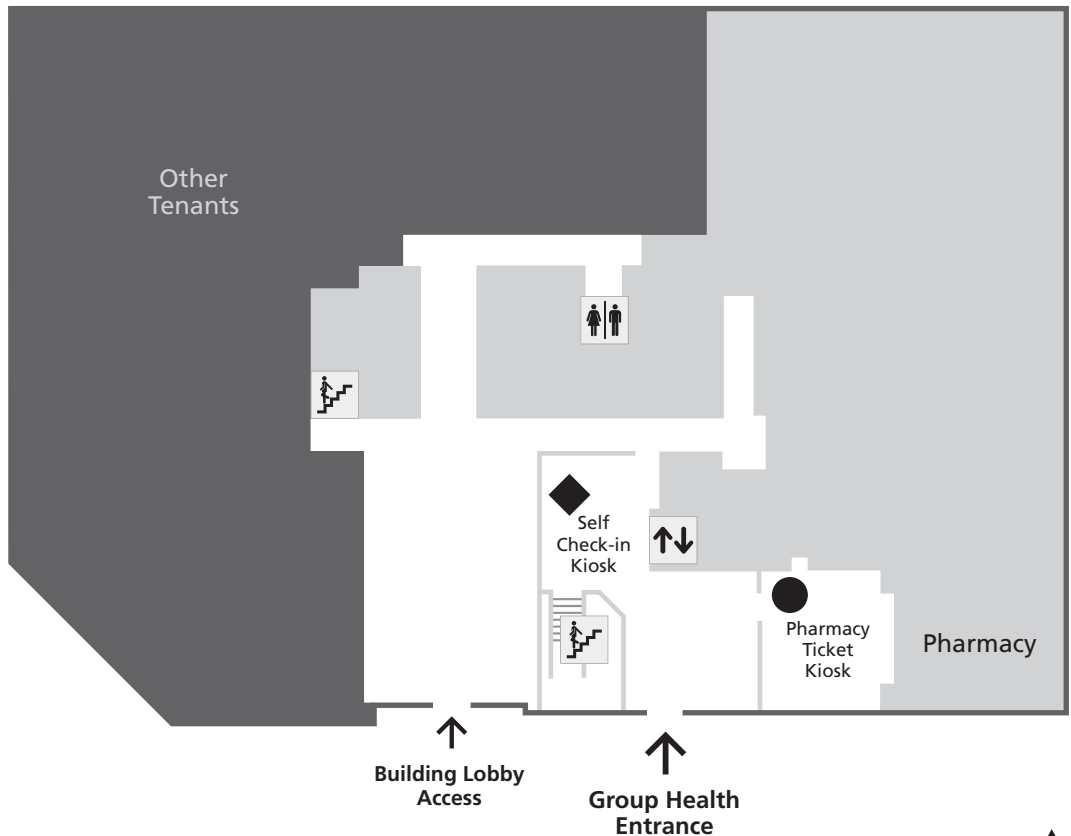 Other
Tenants
Self
Check-in
Kiosk
Pharmacy
Ticket
Kiosk
Pharmacy
Building Lobby
Access
Group Health
Entrance